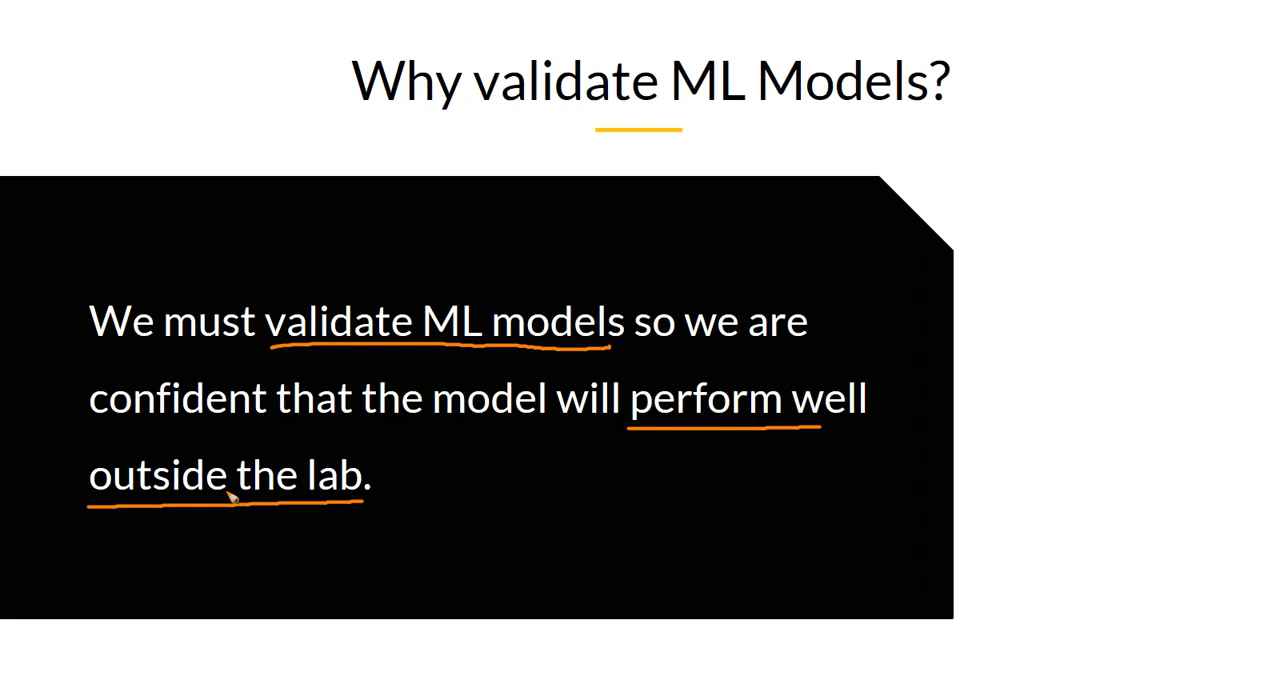 Why validate ML Models?
We must validate ML models so we are
confident that the model will perform well
outside the lab.